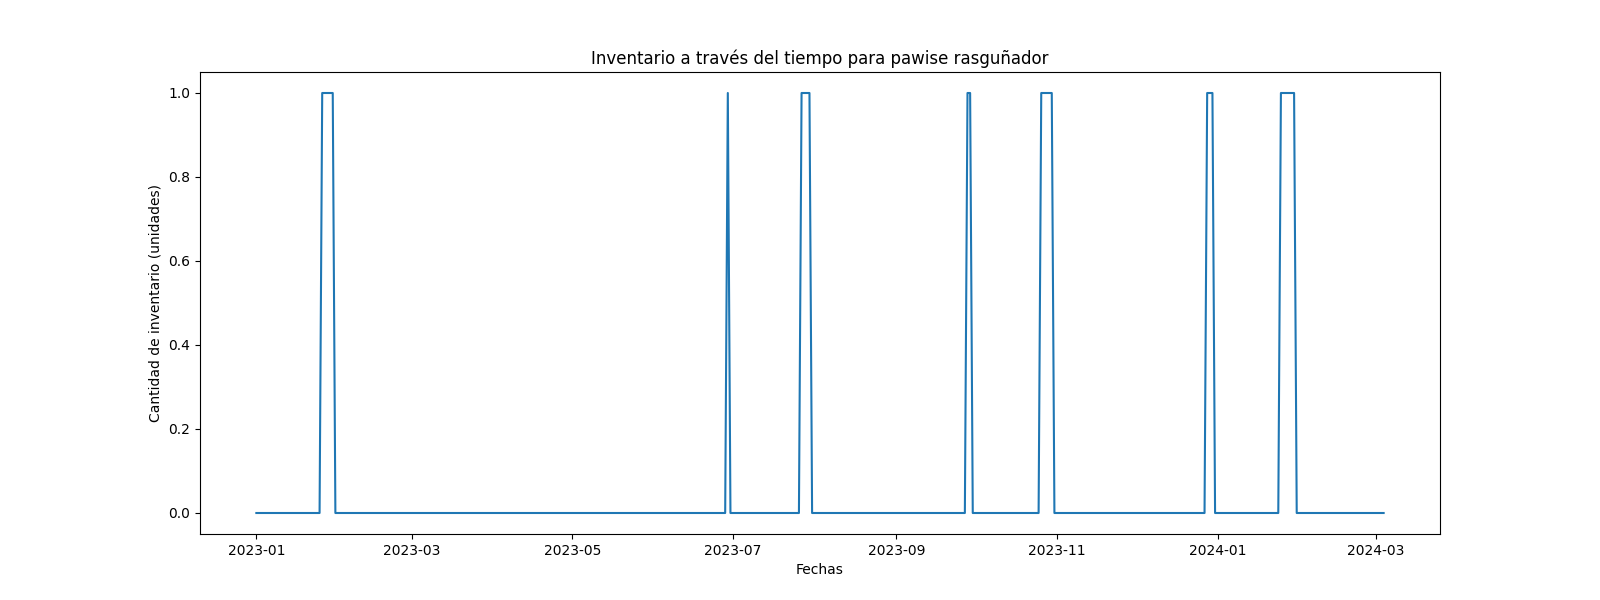 Inventario a través del tiempo para pawise rasguñador
Cantidad de inventario (unidades)
1.0
0.8
0.6
0.4
0.2
0.0
2023-01 2023-03 2023-05 2023-07 2023-09 2023-11 2024-01 2024-03
Fechas